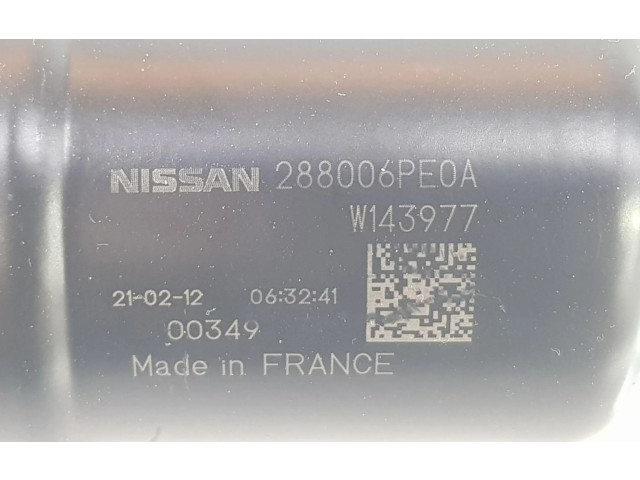 NISSAN 288006PE0A
W143977
21-02-12 06:32:41
00349
Made in FRANCE